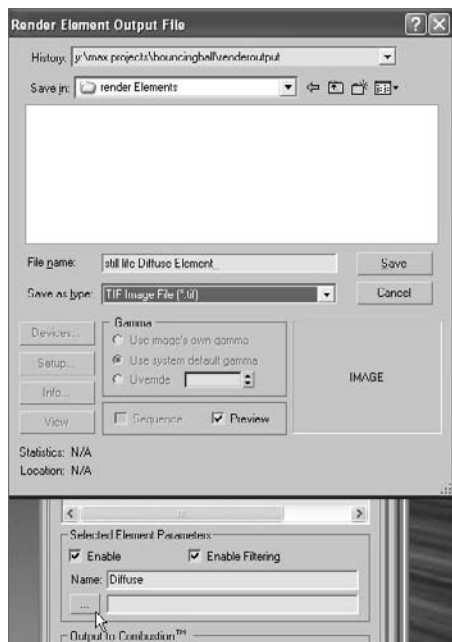 Render Element Output File
History: y:\max projects\bouncingball\renderoutput
Save in: render Elements
File name: still life Diffuse Element_
Save
Save as type: TIF Image File (*.tif)
Cancel
Devices...
Setup...
Info...
View
Gamma
Use image's own gamma
Use system default gamma
Override
Sequence
Preview
IMAGE
Statistics: N/A
Location: N/A
Selected Element Parameters
Enable
Enable Filtering
Name: Diffuse
...
Output to Combustion™